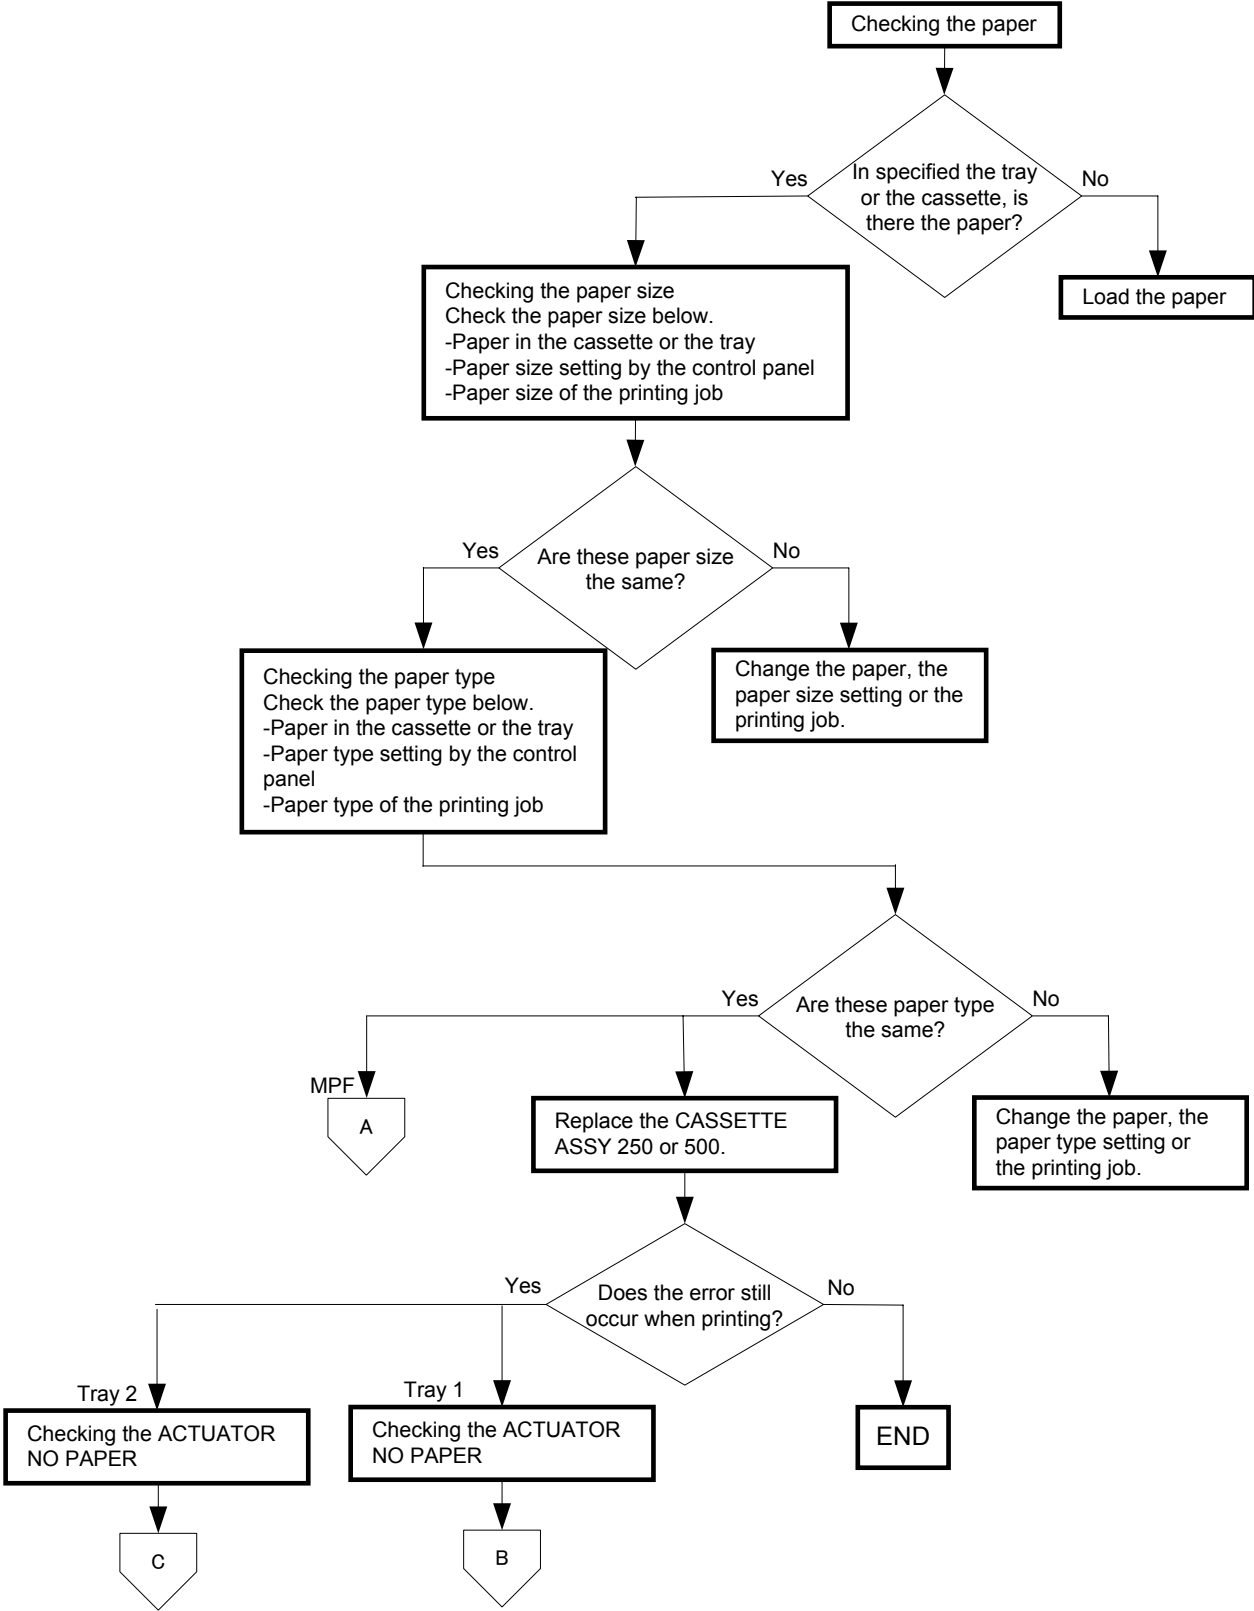 Checking the paper
In specified the tray
or the cassette, is
there the paper?
Yes
No
Load the paper
Checking the paper size
Check the paper size below.
-Paper in the cassette or the tray
-Paper size setting by the control panel
-Paper size of the printing job
Are these paper size
the same?
Yes
No
Checking the paper type
Check the paper type below.
-Paper in the cassette or the tray
-Paper type setting by the control
panel
-Paper type of the printing job
Change the paper, the
paper size setting or the
printing job.
Are these paper type
the same?
Yes
No
MPF
A
Replace the CASSETTE
ASSY 250 or 500.
Change the paper, the
paper type setting or
the printing job.
Does the error still
occur when printing?
Yes
No
Tray 2
Checking the ACTUATOR
NO PAPER
Tray 1
Checking the ACTUATOR
NO PAPER
END
C
B